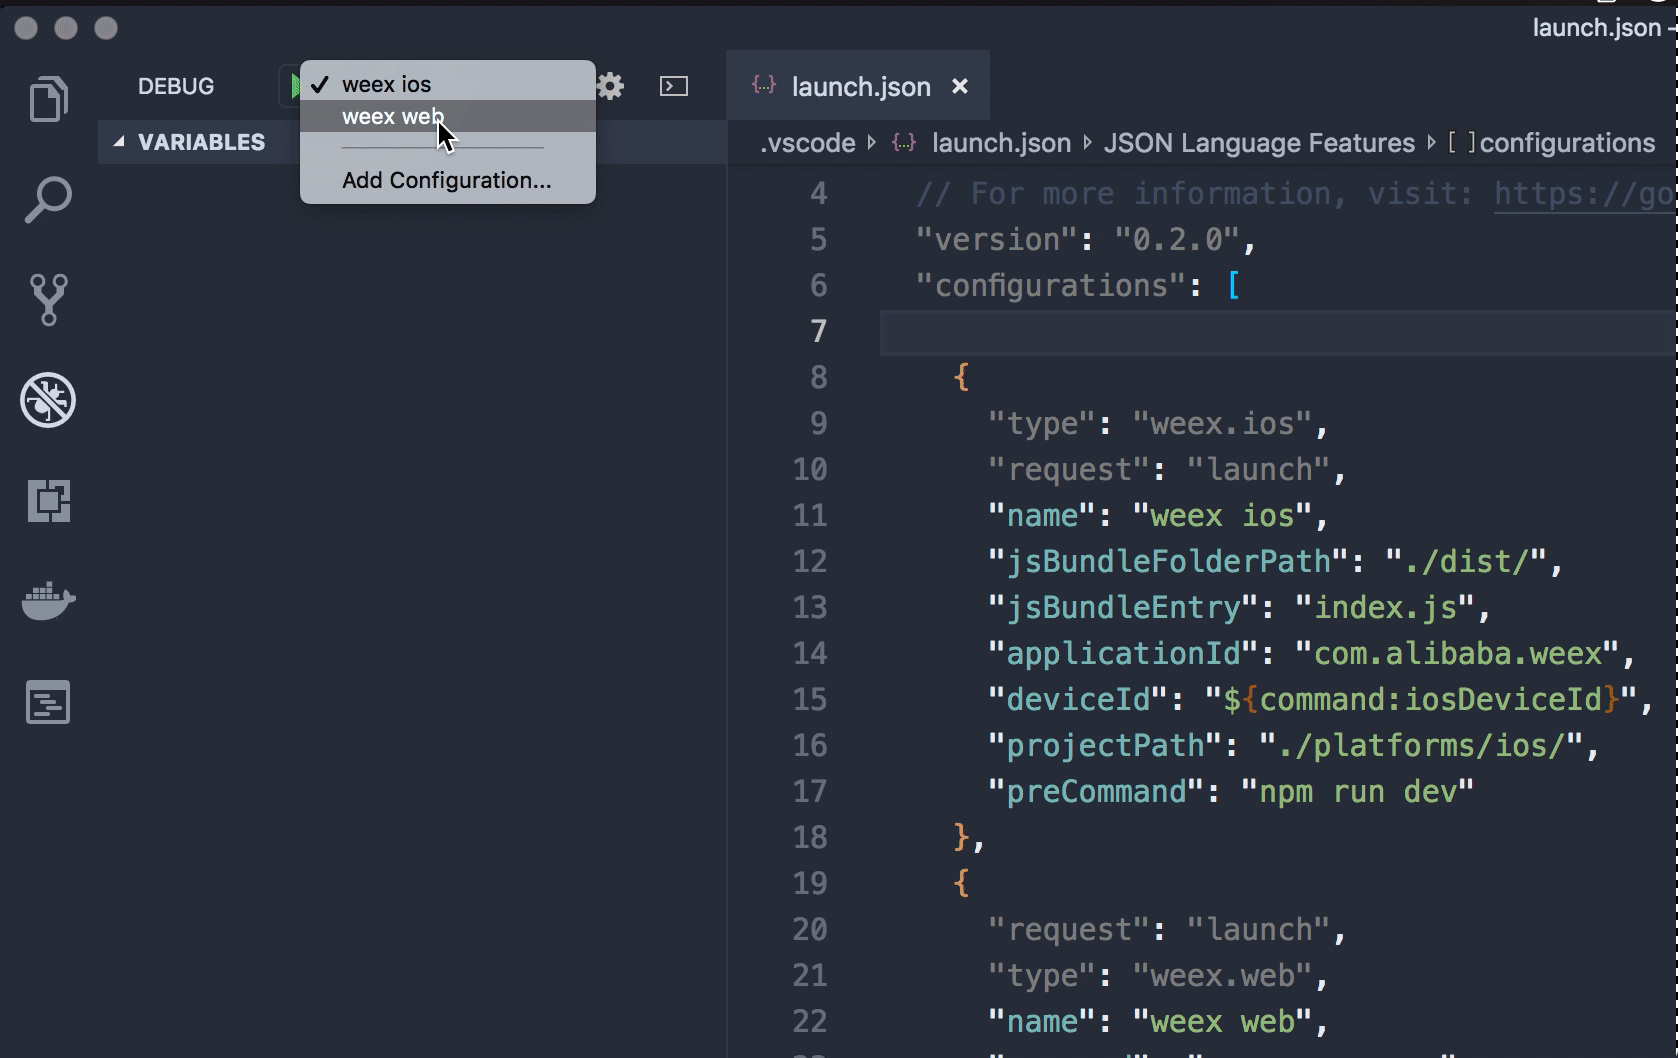 launch.json
DEBUG
✓ weex ios
weex web
Add Configuration...
VARIABLES
{..} launch.json ×
.vscode {..} launch.json JSON Language Features [ ]configurations
4 // For more information, visit: https://go
5 "version": "0.2.0",
6 "configurations": [
7
8 {
9 "type": "weex.ios",
10 "request": "launch",
11 "name": "weex ios",
12 "jsBundleFolderPath": "./dist/",
13 "jsBundleEntry": "index.js",
14 "applicationId": "com.alibaba.weex",
15 "deviceId": "${command:iosDeviceId}",
16 "projectPath": "./platforms/ios/",
17 "preCommand": "npm run dev"
18 },
19 {
20 "request": "launch",
21 "type": "weex.web",
22 "name": "weex web",